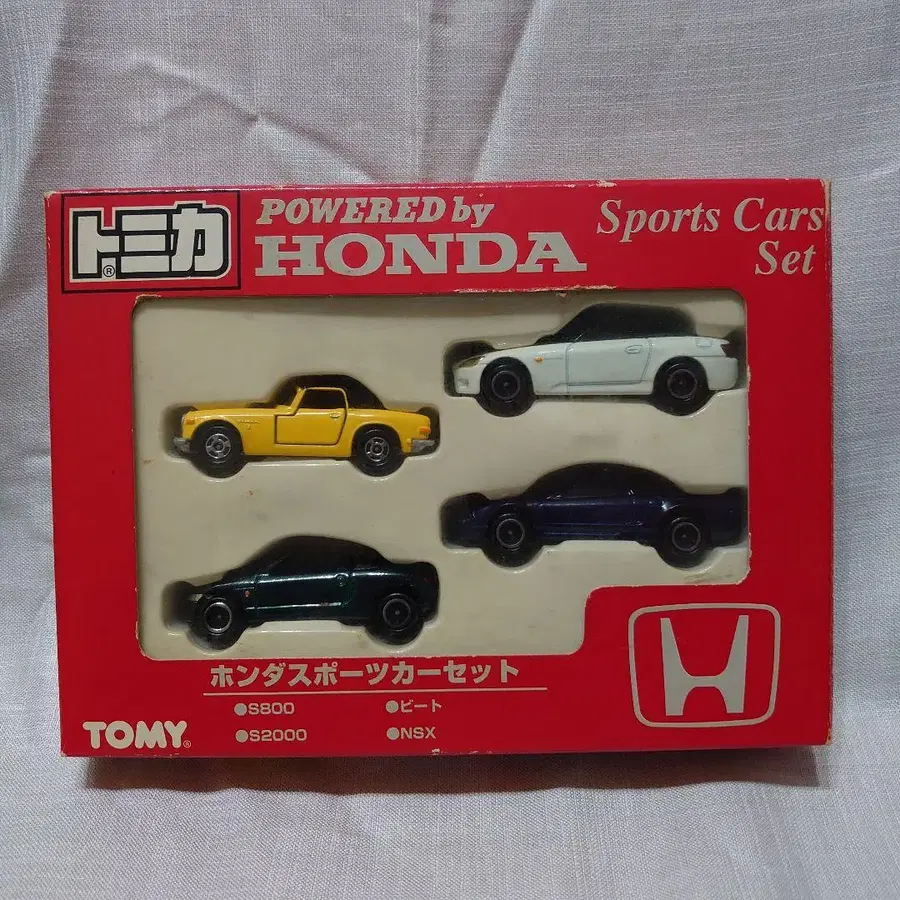 トミカ®
POWERED by
HONDA
Sports Cars
Set
ホンダスポーツカーセット
●S800
●ビート
●S2000
●NSX
TOMY®